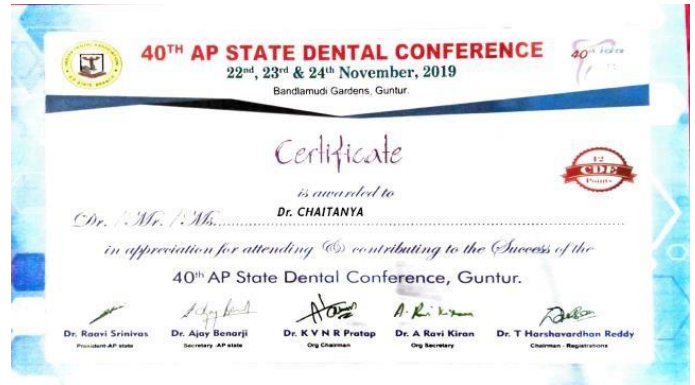 40TH AP STATE DENTAL CONFERENCE
22nd, 23rd & 24th November, 2019
Bandlamudi Gardens, Guntur.
40th
Certificate
12
CDE
Points
is awarded to
Dr. / Mr. / Ms. Dr. CHAITANYA
in appreciation for attending & contributing to the Success of the
40th AP State Dental Conference, Guntur.
A. Ravi Kiran
Dr. Raavi Srinivas Dr. Ajay Benarji Dr. K V N R Pratap Dr. A Ravi Kiran Dr. T Harshavardhan Reddy
President-AP state Secretary -AP state Org Chairman Org Secretary Chairman - Registrations